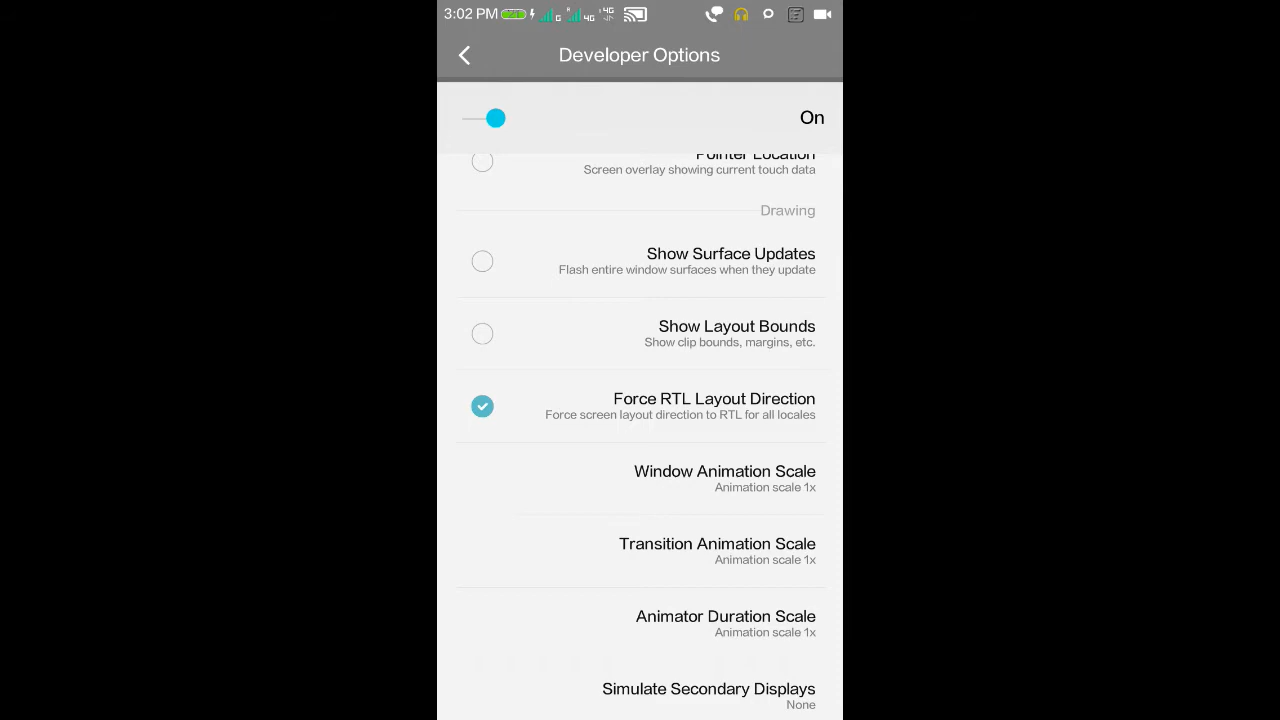 3:02 PM G R 4G 4G
Developer Options
On
Pointer Location
Screen overlay showing current touch data
Drawing
Show Surface Updates
Flash entire window surfaces when they update
Show Layout Bounds
Show clip bounds, margins, etc.
Force RTL Layout Direction
Force screen layout direction to RTL for all locales
Window Animation Scale
Animation scale 1x
Transition Animation Scale
Animation scale 1x
Animator Duration Scale
Animation scale 1x
Simulate Secondary Displays
None